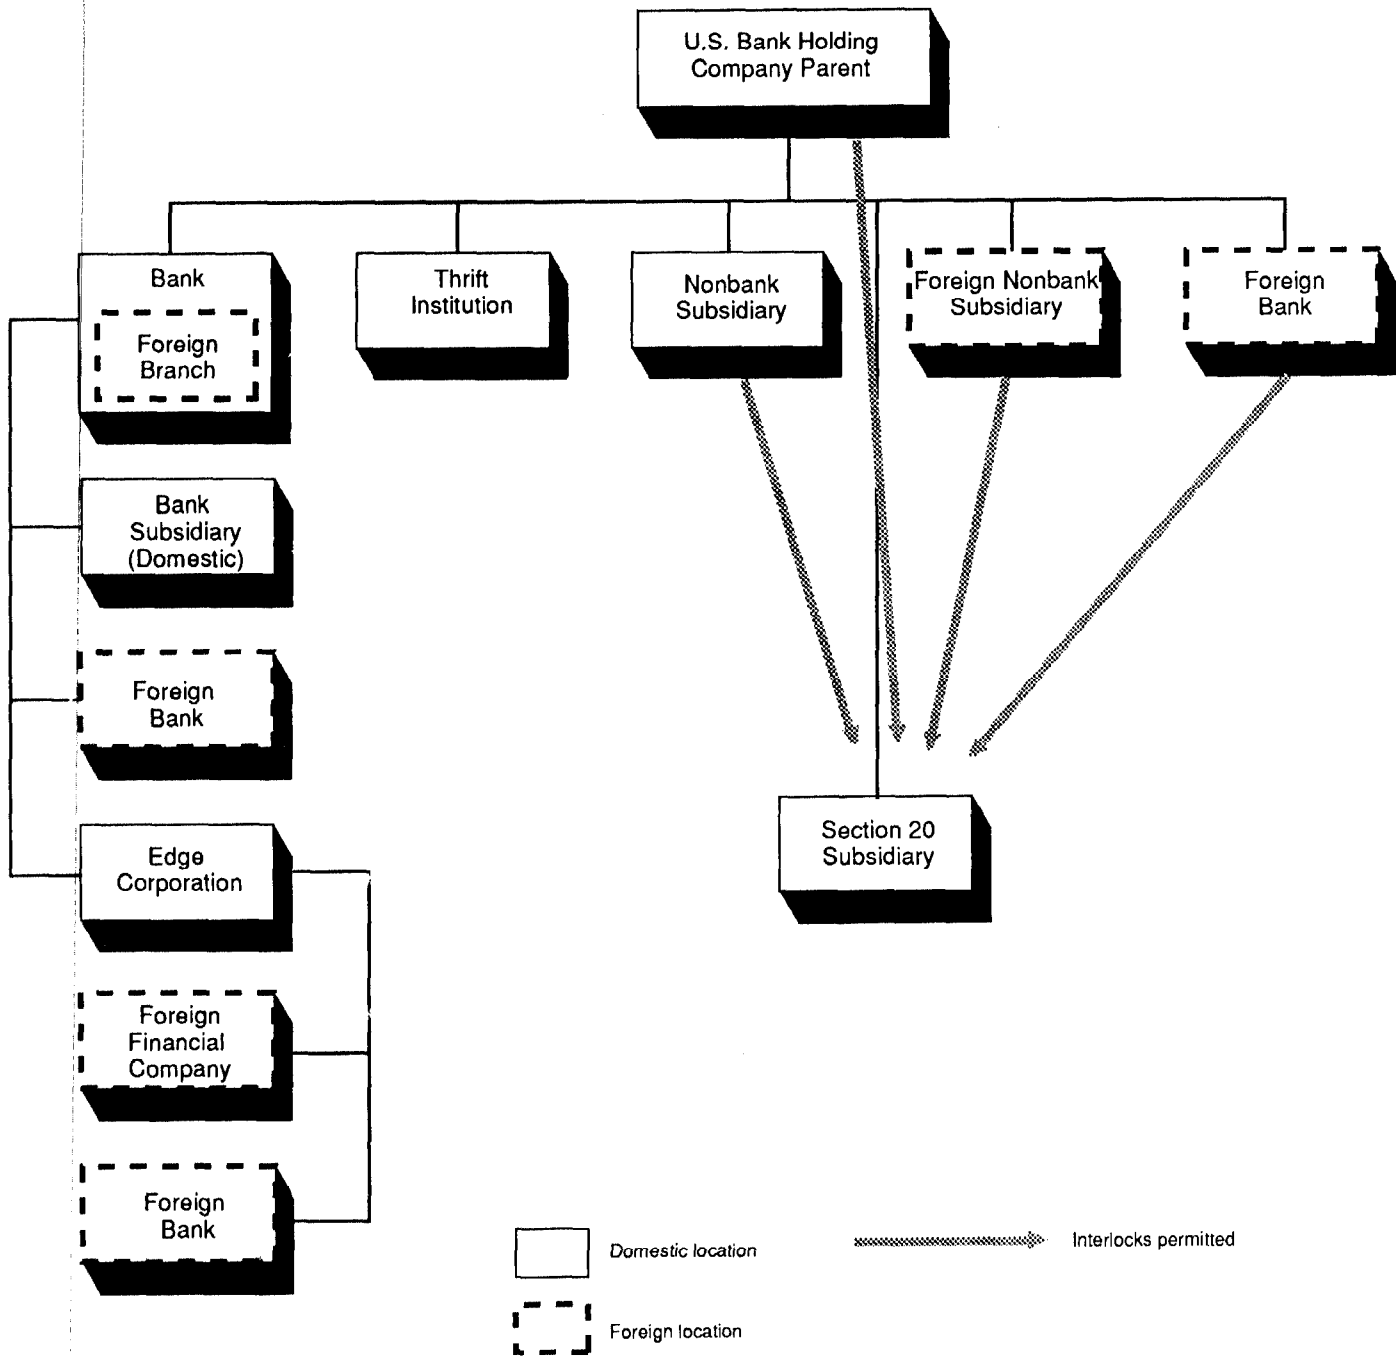 U.S. Bank Holding
Company Parent
Bank
Foreign
Branch
Thrift
Institution
Nonbank
Subsidiary
Foreign Nonbank
Subsidiary
Foreign
Bank
Bank
Subsidiary
(Domestic)
Foreign
Bank
Section 20
Subsidiary
Edge
Corporation
Foreign
Financial
Company
Foreign
Bank
Domestic location
Interlocks permitted
Foreign location